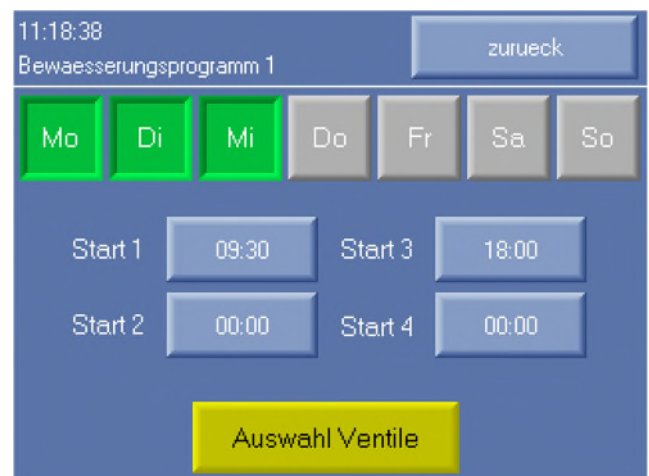 11:18:38
zurueck
Bewaesserungsprogramm 1
Mo Di Mi Do Fr Sa So
Start 1 09:30 Start 3 18:00
Start 2 00:00 Start 4 00:00
Auswahl Ventile